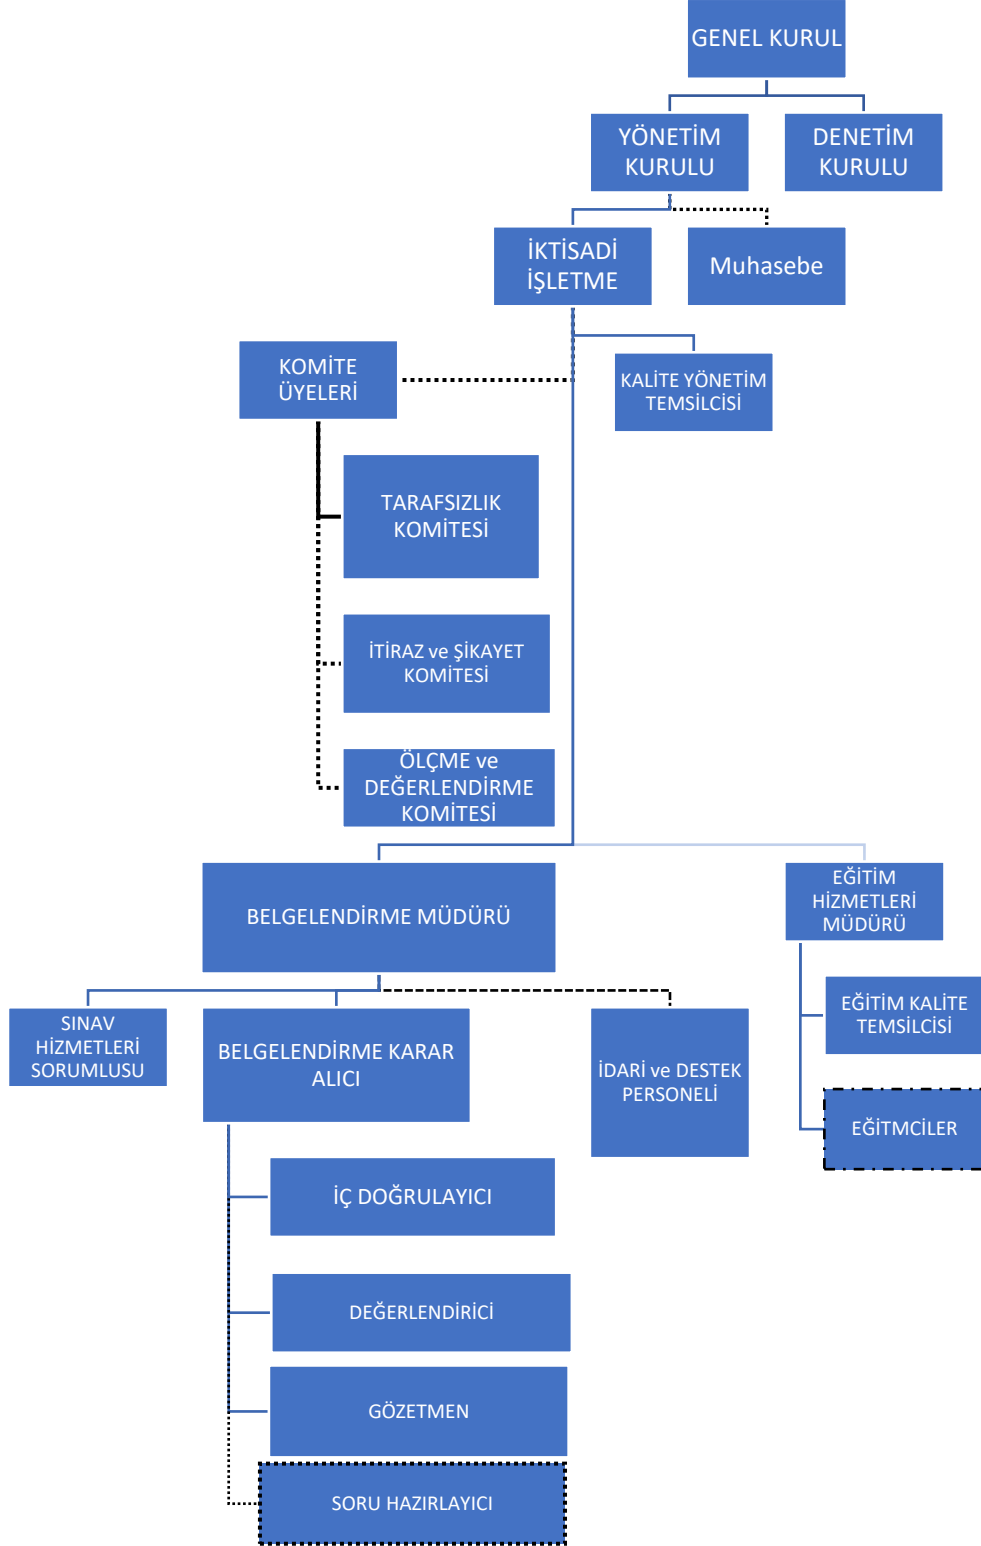 GENEL KURUL
YÖNETİM
KURULU
DENETİM
KURULU
İKTİSADİ
İŞLETME
Muhasebe
KOMİTE
ÜYELERİ
KALİTE YÖNETİM
TEMSİLCİSİ
TARAFSIZLIK
KOMİTESİ
İTİRAZ ve ŞİKAYET
KOMİTESİ
ÖLÇME ve
DEĞERLENDİRME
KOMİTESİ
BELGELENDİRME MÜDÜRÜ
EĞİTİM
HİZMETLERİ
MÜDÜRÜ
SINAV
HİZMETLERİ
SORUMLUSU
BELGELENDİRME KARAR
ALICI
İDARİ ve DESTEK
PERSONELİ
EĞİTİM KALİTE
TEMSİLCİSİ
EĞİTMCİLER
İÇ DOĞRULAYICI
DEĞERLENDİRİCİ
GÖZETMEN
SORU HAZIRLAYICI